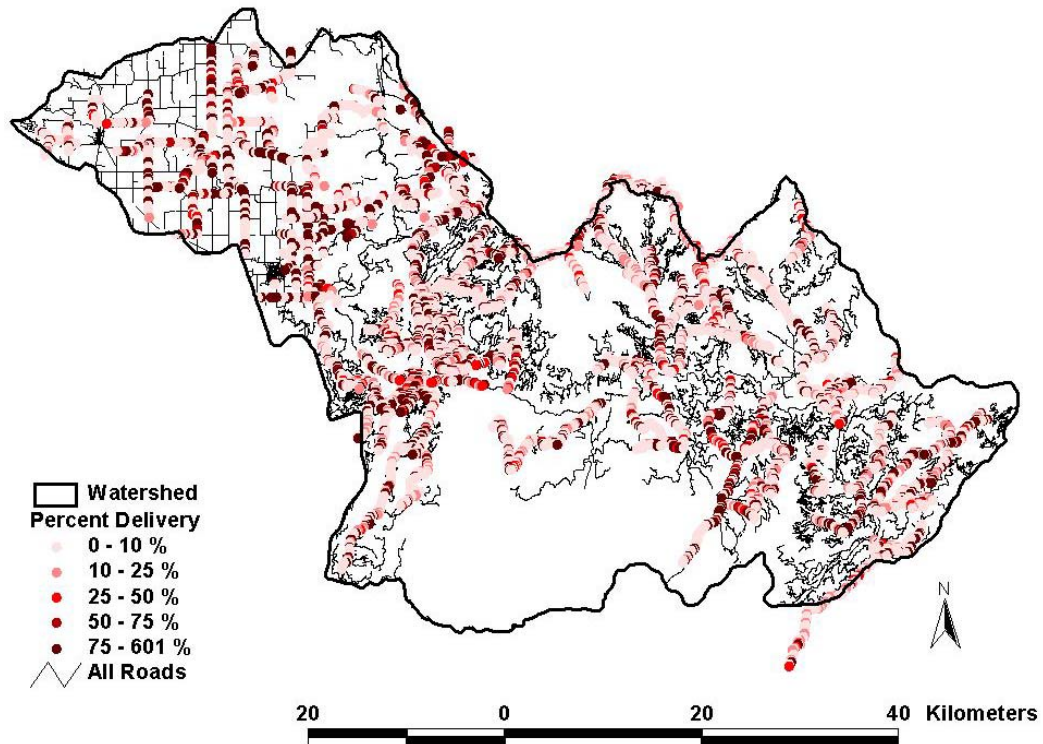 Watershed
Percent Delivery
0 - 10 %
10 - 25 %
25 - 50 %
50 - 75 %
75 - 601 %
All Roads
N
20 0 20 40 Kilometers